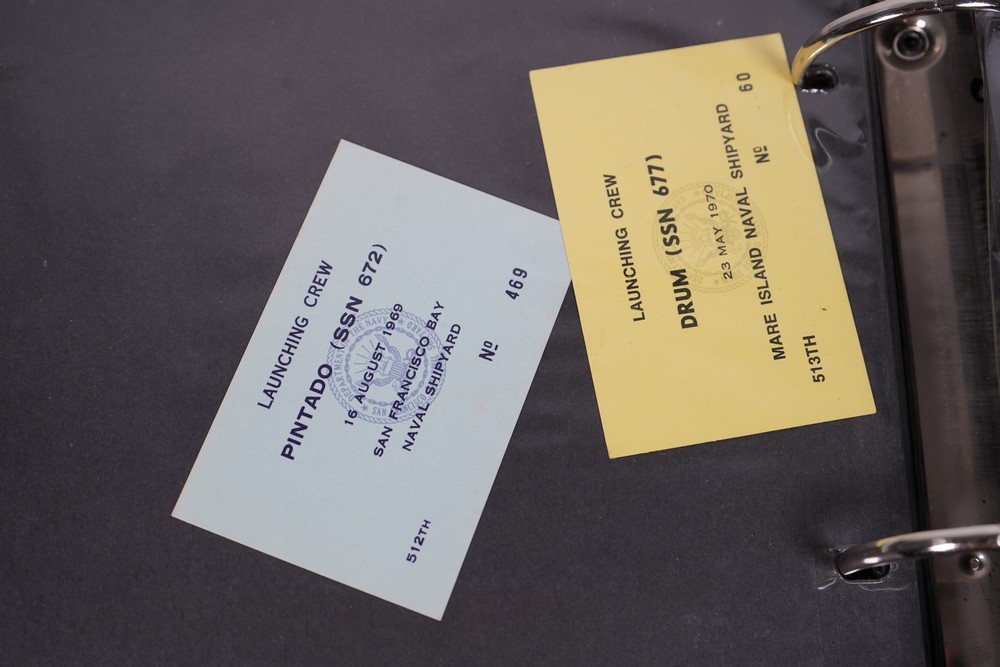 LAUNCHING CREW
PINTADO (SSN 672)
16 AUGUST 1969
SAN FRANCISCO BAY
NAVAL SHIPYARD
512TH
Nº 469
LAUNCHING CREW
DRUM (SSN 677)
23 MAY 1970
MARE ISLAND NAVAL SHIPYARD
513TH
Nº 60